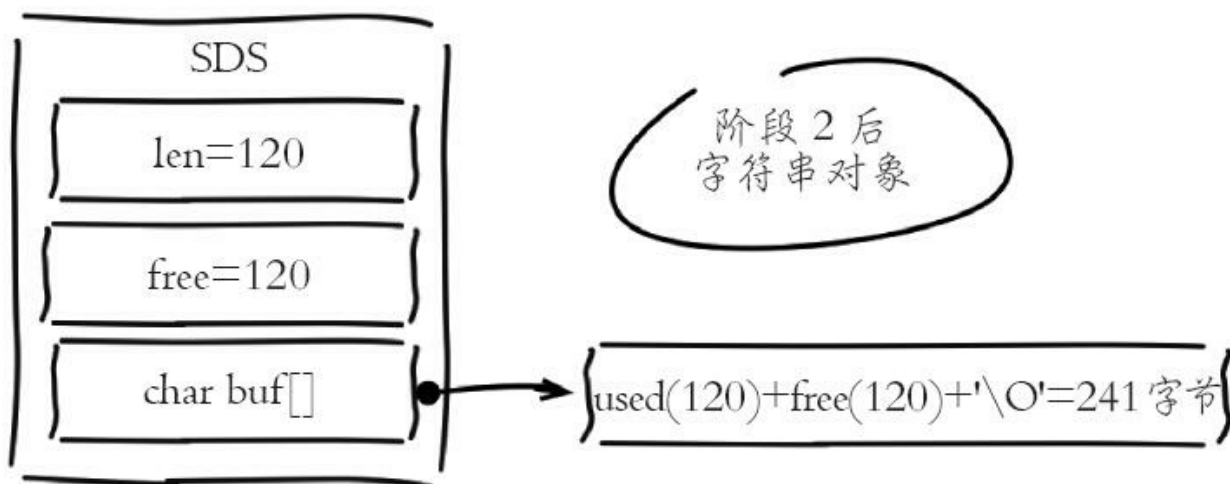 SDS
len=120
阶段 2 后
字符串对象
free=120
char buf[]
used(120)+free(120)+'\O'=241 字节